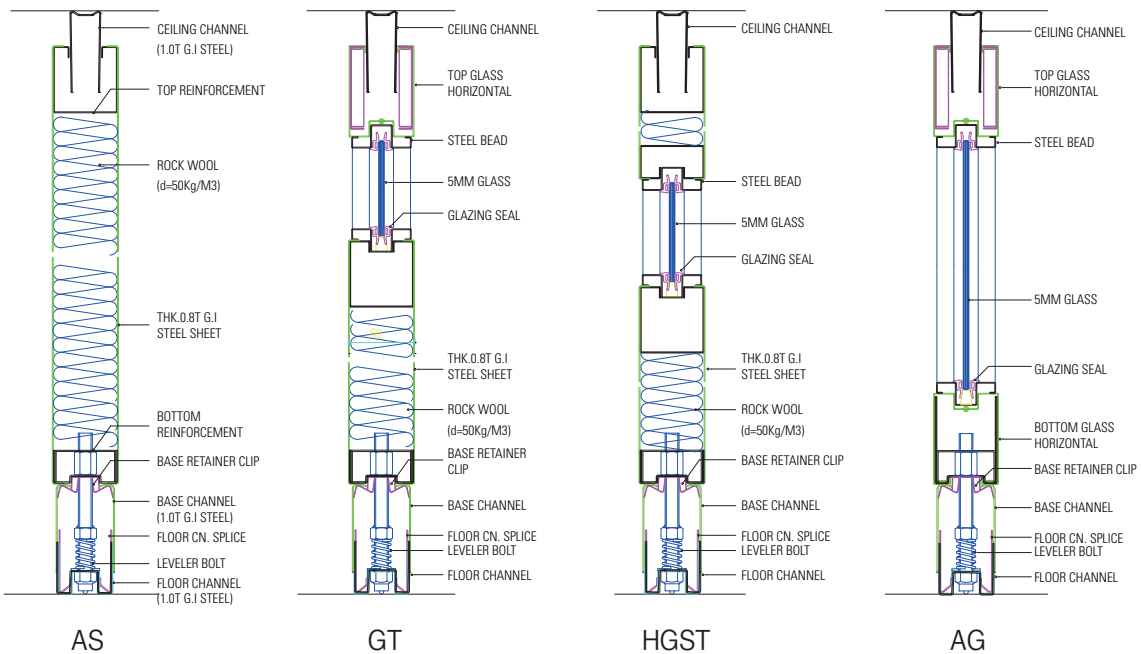 CEILING CHANNEL
(1.0T G.I STEEL)
TOP REINFORCEMENT
ROCK WOOL
(d=50Kg/M3)
THK.0.8T G.I
STEEL SHEET
BOTTOM
REINFORCEMENT
BASE RETAINER CLIP
BASE CHANNEL
(1.0T G.I STEEL)
FLOOR CN. SPLICE
LEVELER BOLT
FLOOR CHANNEL
(1.0T G.I STEEL)
AS
CEILING CHANNEL
TOP GLASS
HORIZONTAL
STEEL BEAD
5MM GLASS
GLAZING SEAL
THK.0.8T G.I
STEEL SHEET
ROCK WOOL
(d=50Kg/M3)
BASE RETAINER
CLIP
BASE CHANNEL
FLOOR CN. SPLICE
LEVELER BOLT
FLOOR CHANNEL
GT
CEILING CHANNEL
STEEL BEAD
5MM GLASS
GLAZING SEAL
THK.0.8T G.I
STEEL SHEET
ROCK WOOL
(d=50Kg/M3)
BASE RETAINER CLIP
BASE CHANNEL
FLOOR CN. SPLICE
LEVELER BOLT
FLOOR CHANNEL
HGST
CEILING CHANNEL
TOP GLASS
HORIZONTAL
STEEL BEAD
5MM GLASS
GLAZING SEAL
BOTTOM GLASS
HORIZONTAL
BASE RETAINER CLIP
BASE CHANNEL
FLOOR CN. SPLICE
LEVELER BOLT
FLOOR CHANNEL
AG